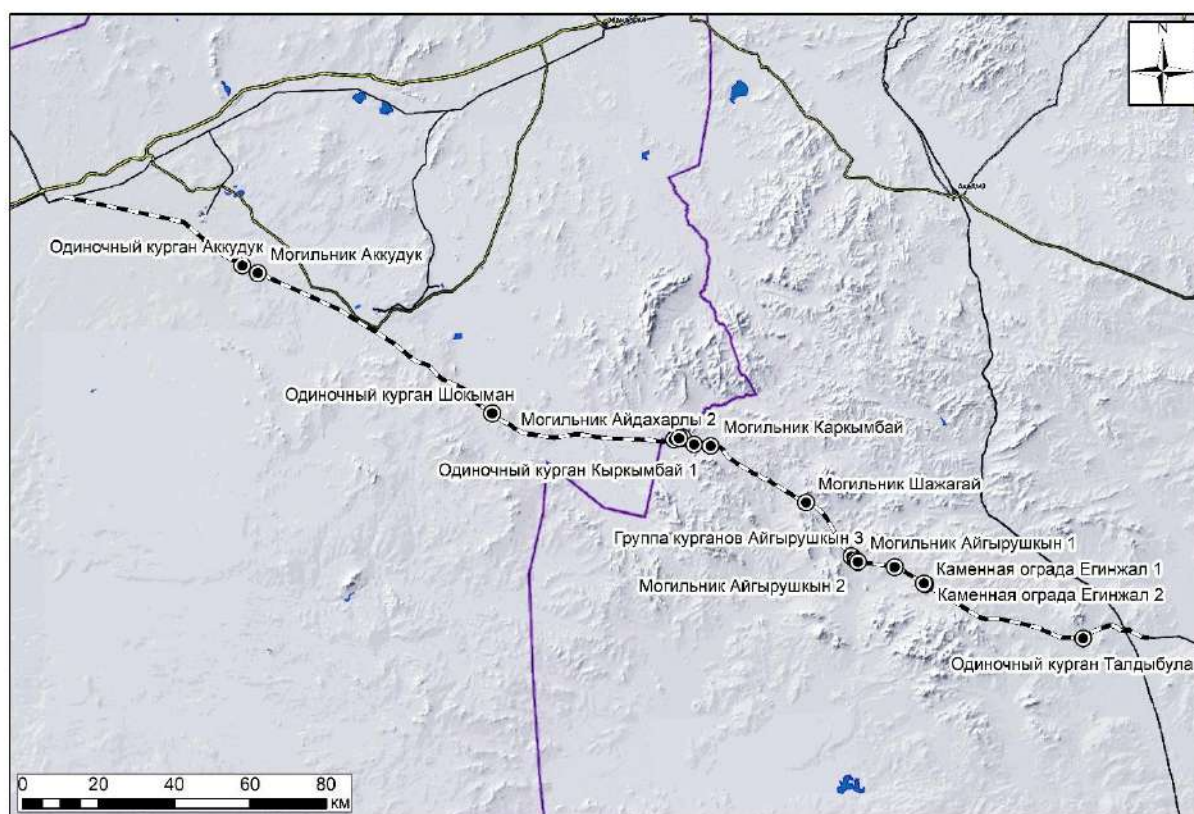 N
Одиночный курган Аккудук
Могильник Аккудук
Одиночный курган Шокыман
Могильник Айдахарлы 2
Могильник Каркымбай
Одиночный курган Кыркымбай 1
Могильник Шажагай
Группа курганов Айгырушкын 3
Могильник Айгырушкын 1
Могильник Айгырушкын 2
Каменная ограда Егинжал 1
Каменная ограда Егинжал 2
Одиночный курган Талдыбула
0 20 40 60 80
км